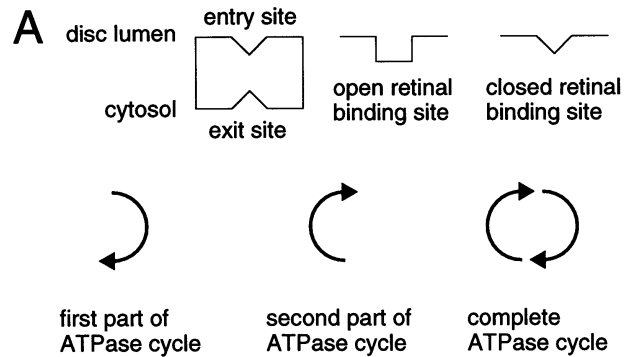 A
disc lumen
entry site
cytosol
exit site
open retinal
binding site
closed retinal
binding site
first part of
ATPase cycle
second part of
ATPase cycle
complete
ATPase cycle